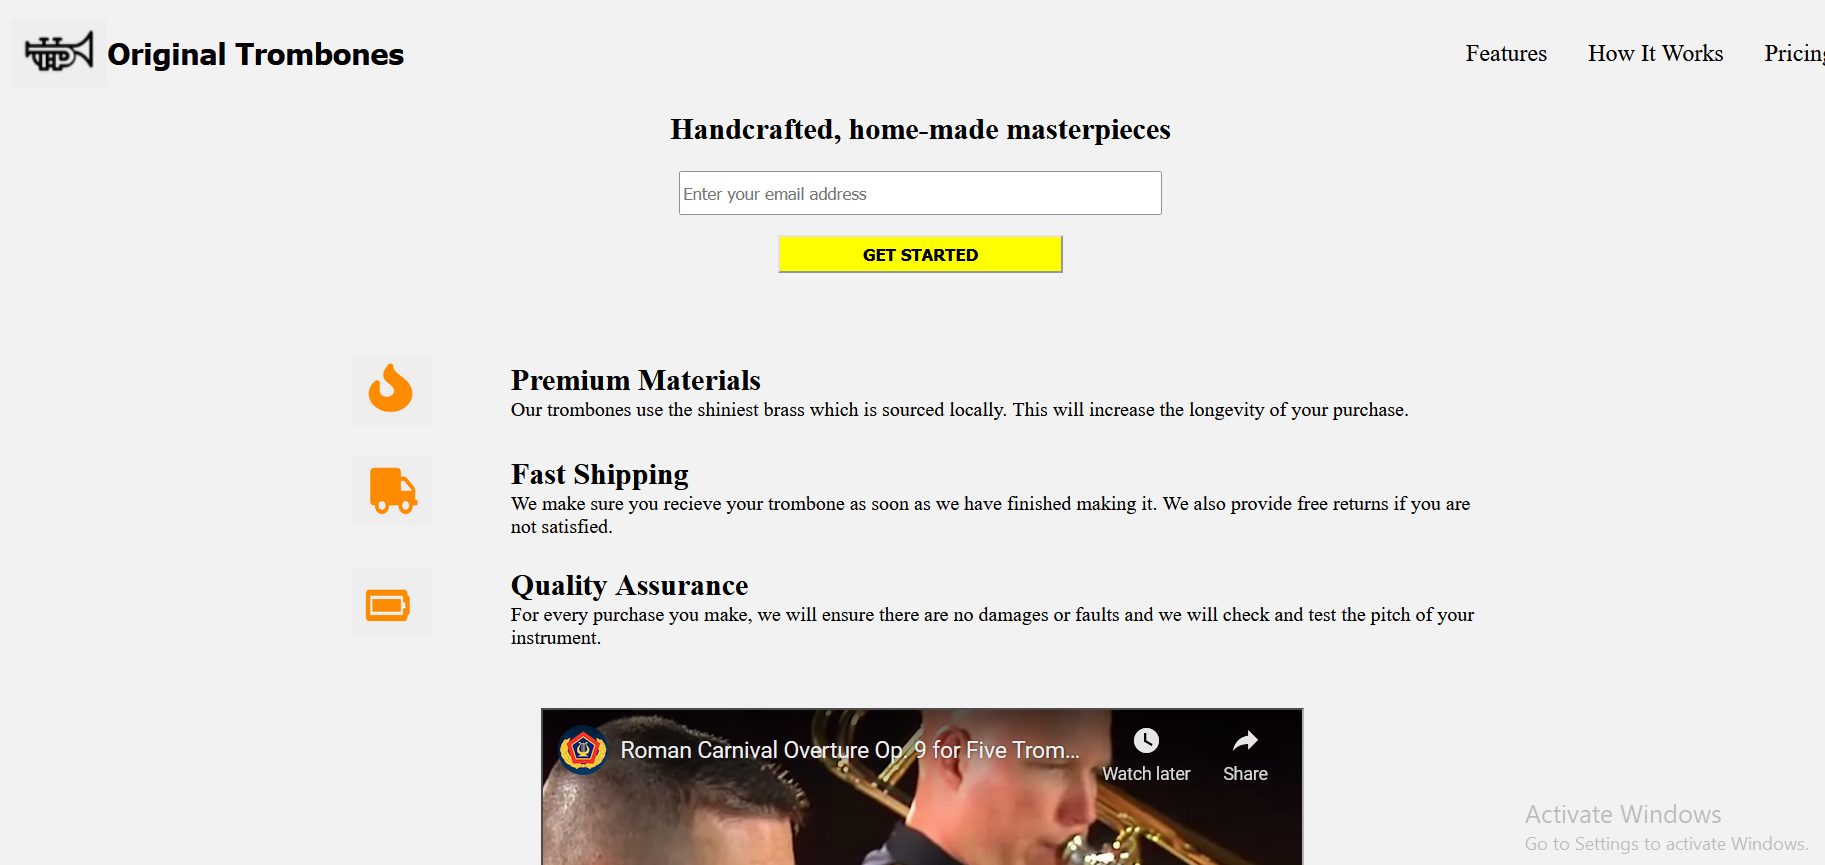 Original Trombones
Features
How It Works
Pricing
Handcrafted, home-made masterpieces
Enter your email address
GET STARTED
Premium Materials
Our trombones use the shiniest brass which is sourced locally. This will increase the longevity of your purchase.
Fast Shipping
We make sure you recieve your trombone as soon as we have finished making it. We also provide free returns if you are
not satisfied.
Quality Assurance
For every purchase you make, we will ensure there are no damages or faults and we will check and test the pitch of your
instrument.
Roman Carnival Overture Op. 9 for Five Trom...
Watch later
Share
Activate Windows
Go to Settings to activate Windows.